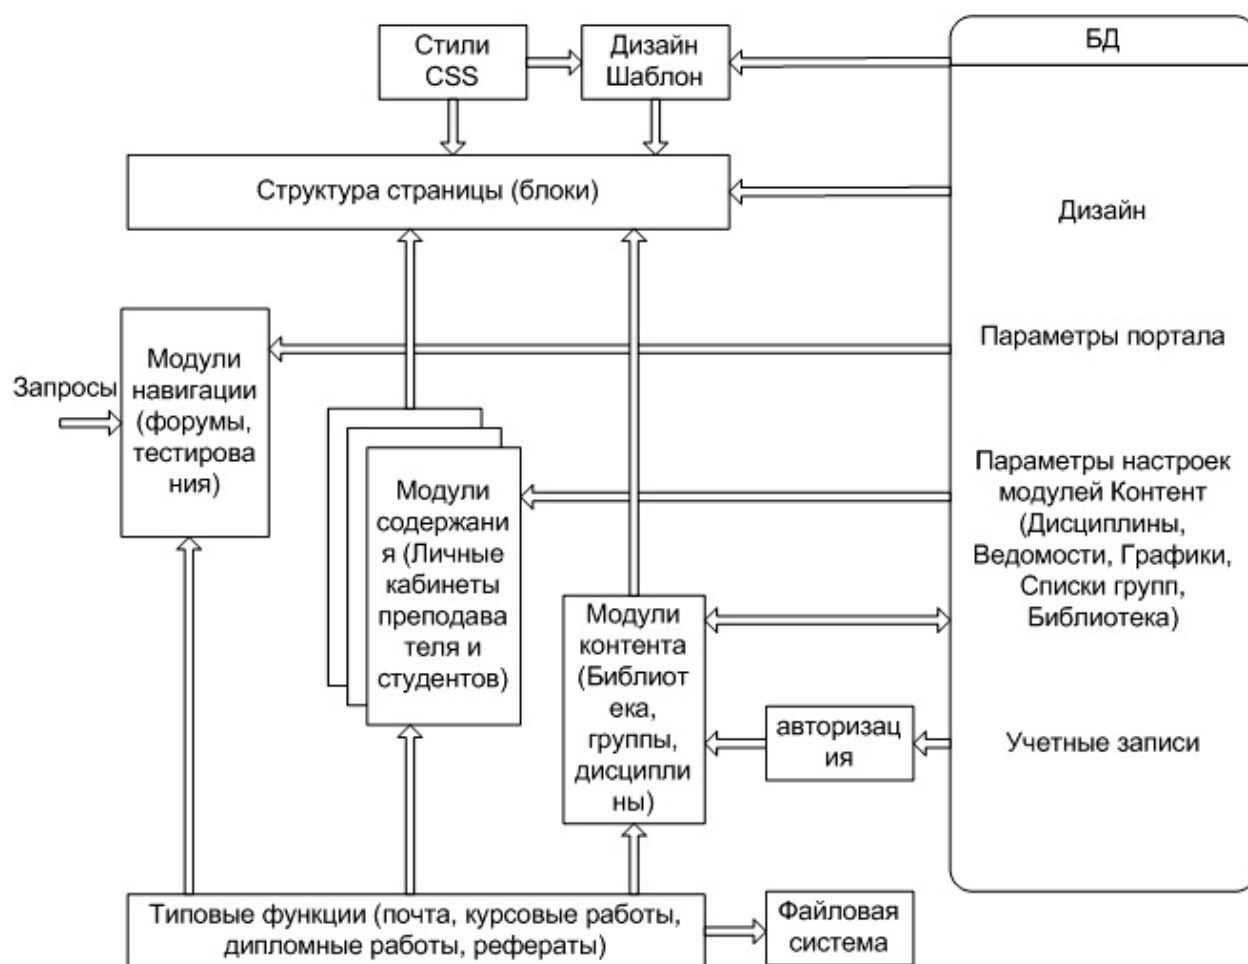 Стили
CSS
Дизайн
Шаблон
БД
Структура страницы (блоки)
Дизайн
Параметры портала
Запросы
Модули
навигации
(форумы,
тестирова
ния)
Модули
содержани
я (Личные
кабинеты
преподава
теля и
студентов)
Параметры настроек
модулей Контент
(Дисциплины,
Ведомости, Графики,
Списки групп,
Библиотека)
Модули
контента
(Библиот
ека,
группы,
дисципли
ны)
авторизац
ия
Учетные записи
Типовые функции (почта, курсовые работы,
дипломные работы, рефераты)
Файловая
система